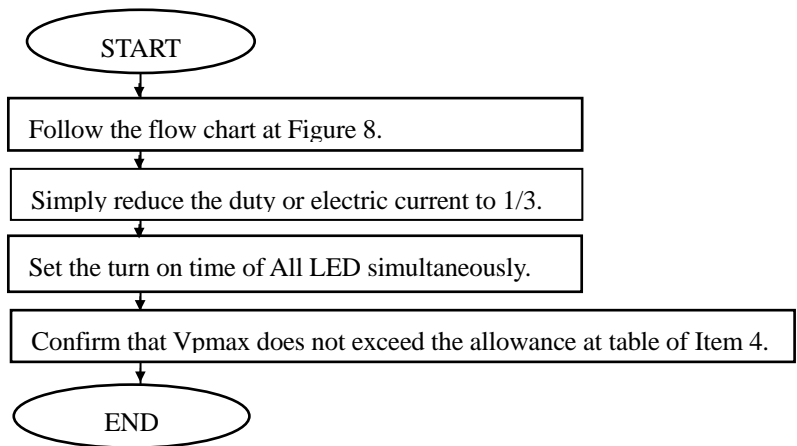 START
Follow the flow chart at Figure 8.
Simply reduce the duty or electric current to 1/3.
Set the turn on time of All LED simultaneously.
Confirm that Vpmax does not exceed the allowance at table of Item 4.
END